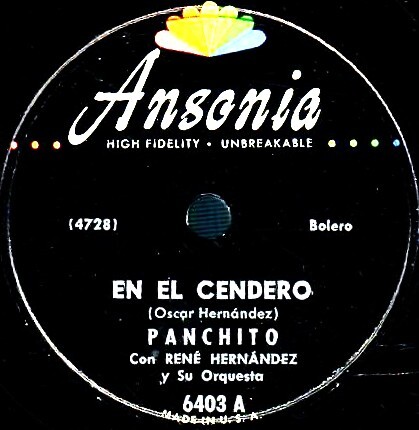 Ansonia
HIGH FIDELITY • UNBREAKABLE
(4728) Bolero
EN EL CENDERO
(Oscar Hernández)
PANCHITO
Con RENÉ HERNÁNDEZ
y Su Orquesta
6403 A
MADE IN U. S. A.